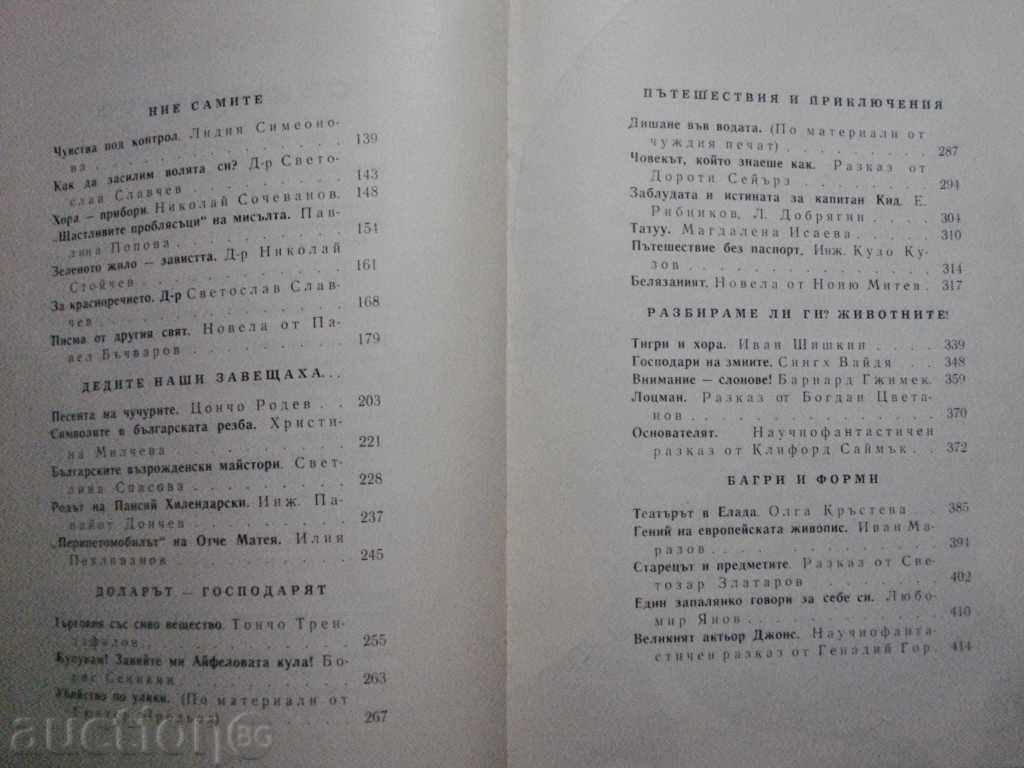 НИЕ САМИТЕ
Чувства под контрол. Лидия Симеоно-
ва . . . . . . . . . . . . . . . 139
Как да засилим волята си? Д-р Свето-
слав Славчев . . . . . . . . . . 143
Хора — прибори. Николай Сочеванов. 148
„Щастливите проблясъци“ на мисълта. Пав-
лина Попова . . . . . . . . . . 154
Зеленото жило — завистта. Д-р Николай
Стойчев . . . . . . . . . . . . 161
За красноречието. Д-р Светослав Слав-
чев . . . . . . . . . . . . . . 168
Писма от другия свят. Новела от Па-
вел Бъчваров . . . . . . . . . . 179
ДЕДИТЕ НАШИ ЗАВЕЩАХА...
Песента на чучурите. Цончо Родев . . 203
Символите в българската резба. Христи-
на Милчева . . . . . . . . . . . 221
Българските възрожденски майстори. Свет-
лина Спасова . . . . . . . . . . 228
Родът на Паисий Хилендарски. Инж. Па-
найот Дончев . . . . . . . . . . 237
„Перипетомобилът“ на Отче Матея. Илия
Пехливанов . . . . . . . . . . . 245
ДОЛАРЪТ — ГОСПОДАРЯТ
Търговия със сиво вещество. Тончо Трен-
дафилов . . . . . . . . . . . . 255
Купувам! Завийте ми Айфеловата кула! Бо-
рис Сенкини . . . . . . . . . . 263
Убийство по улики. (По материали от
. . . . . . . . . . 267
ПЪТЕШЕСТВИЯ И ПРИКЛЮЧЕНИЯ
Дишане във водата. (По материали от
чуждия печат) . . . . . . . . . 287
Човекът, който знаеше как. Разказ от
Дороти Сейърз . . . . . . . . . 294
Заблудата и истината за капитан Кид. Е.
Рибников, Л. Добрягин . . . . . 304
Татуу. Магдалена Исаева . . . . . 310
Пътешествие без паспорт. Инж. Кузо Ку-
зов . . . . . . . . . . . . . . 314
Белязаният. Новела от Ноню Митев. 317
РАЗБИРАМЕ ЛИ ГИ? ЖИВОТНИТЕ!
Тигри и хора. Иван Шишкин . . . . 339
Господари на змиите. Сингх Вайдя . 348
Внимание — слонове! Барнард Гжимек. 359
Лоцман. Разказ от Богдан Цвета-
нов . . . . . . . . . . . . . . 370
Основателят. Научнофантастичен
разказ от Клифорд Саймък . . 372
БАГРИ И ФОРМИ
Театърът в Елада. Олга Кръстева . 385
Гений на европейската живопис. Иван Ма-
разов . . . . . . . . . . . . . 394
Старецът и предметите. Разказ от Све-
тозар Златаров . . . . . . . . . 402
Един запалянко говори за себе си. Любо-
мир Янов . . . . . . . . . . . . 410
Великият актьор Джонс. Научнофанта-
стичен разказ от Генадий Гор. 414
auction.BG